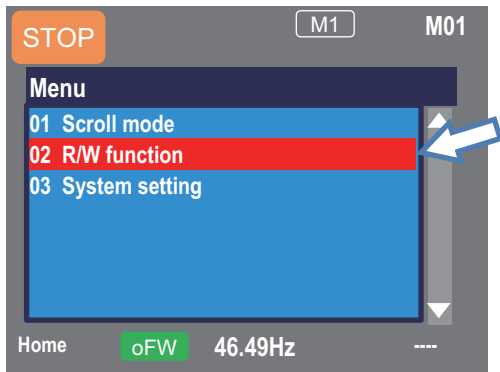 STOP M1 M01
Menu
01 Scroll mode
02 R/W function
03 System setting
Home oFW 46.49Hz ----